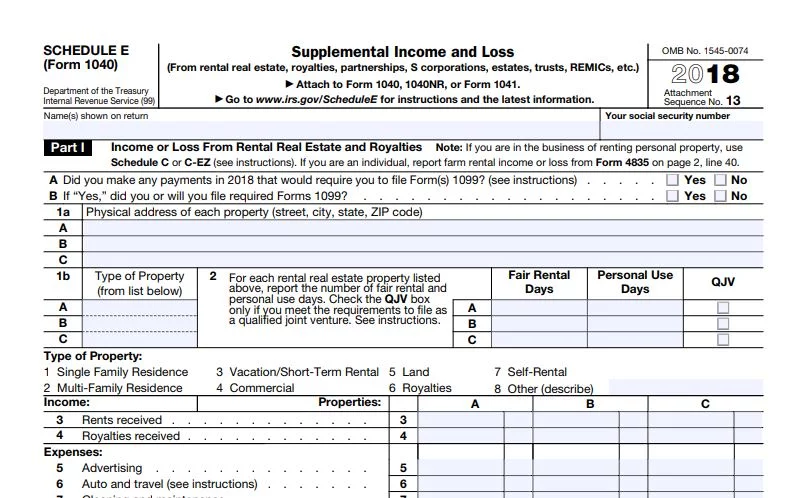 SCHEDULE E
(Form 1040)
Department of the Treasury
Internal Revenue Service (99)
Supplemental Income and Loss
(From rental real estate, royalties, partnerships, S corporations, estates, trusts, REMICs, etc.)
▶ Attach to Form 1040, 1040NR, or Form 1041.
▶ Go to www.irs.gov/ScheduleE for instructions and the latest information.
OMB No. 1545-0074
2018
Attachment
Sequence No. 13
Name(s) shown on return
Your social security number
Part I Income or Loss From Rental Real Estate and Royalties Note: If you are in the business of renting personal property, use
Schedule C or C-EZ (see instructions). If you are an individual, report farm rental income or loss from Form 4835 on page 2, line 40.
A Did you make any payments in 2018 that would require you to file Form(s) 1099? (see instructions) . . . . . Yes No
B If “Yes,” did you or will you file required Forms 1099? . . . . . . . . . . . . . . . . . . Yes No
1a Physical address of each property (street, city, state, ZIP code)
A
B
C
1b Type of Property
(from list below)
A
B
C
2 For each rental real estate property listed
above, report the number of fair rental and
personal use days. Check the QJV box
only if you meet the requirements to file as
a qualified joint venture. See instructions.
Fair Rental
Days
Personal Use
Days
QJV
A
B
C
Type of Property:
1 Single Family Residence 3 Vacation/Short-Term Rental 5 Land 7 Self-Rental
2 Multi-Family Residence 4 Commercial 6 Royalties 8 Other (describe)
Income: Properties: A B C
3 Rents received . . . . . . . . . . . . . 3
4 Royalties received . . . . . . . . . . . . 4
Expenses:
5 Advertising . . . . . . . . . . . . . . 5
6 Auto and travel (see instructions) . . . . . . . 6